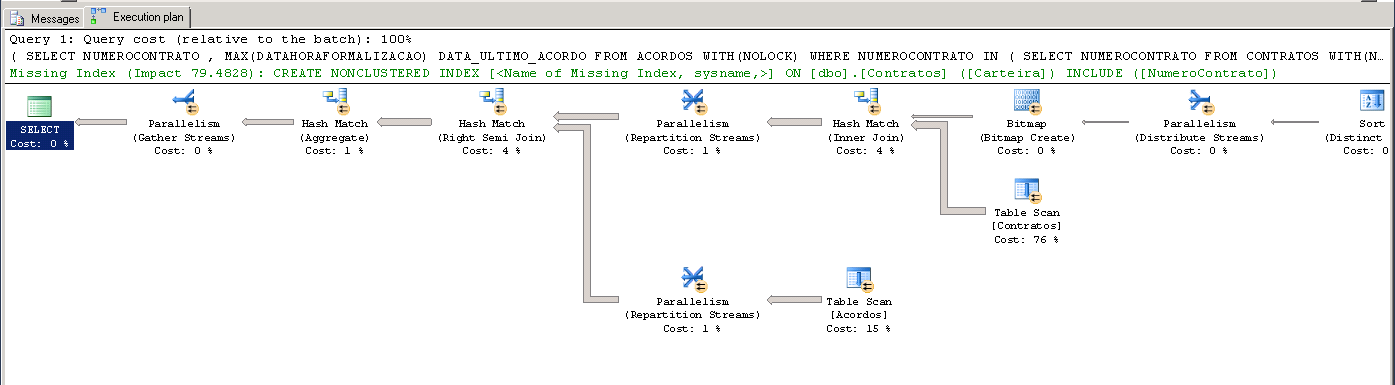 Messages
Execution plan
Query 1: Query cost (relative to the batch): 100%
( SELECT NUMEROCONTRATO , MAX(DATAHORAFORMALIZACAO) DATA_ULTIMO_ACORDO FROM ACORDOS WITH(NOLOCK) WHERE NUMEROCONTRATO IN ( SELECT NUMEROCONTRATO FROM CONTRATOS WITH(N…
Missing Index (Impact 79.4828): CREATE NONCLUSTERED INDEX [<Name of Missing Index, sysname,>] ON [dbo].[Contratos] ([Carteira]) INCLUDE ([NumeroContrato])
SELECT
Cost: 0 %
Parallelism
(Gather Streams)
Cost: 0 %
Hash Match
(Aggregate)
Cost: 1 %
Hash Match
(Right Semi Join)
Cost: 4 %
Parallelism
(Repartition Streams)
Cost: 1 %
Hash Match
(Inner Join)
Cost: 4 %
Bitmap
(Bitmap Create)
Cost: 0 %
Parallelism
(Distribute Streams)
Cost: 0 %
Sort
(Distinct
Cost: 0
Table Scan
[Contratos]
Cost: 76 %
Parallelism
(Repartition Streams)
Cost: 1 %
Table Scan
[Acordos]
Cost: 15 %